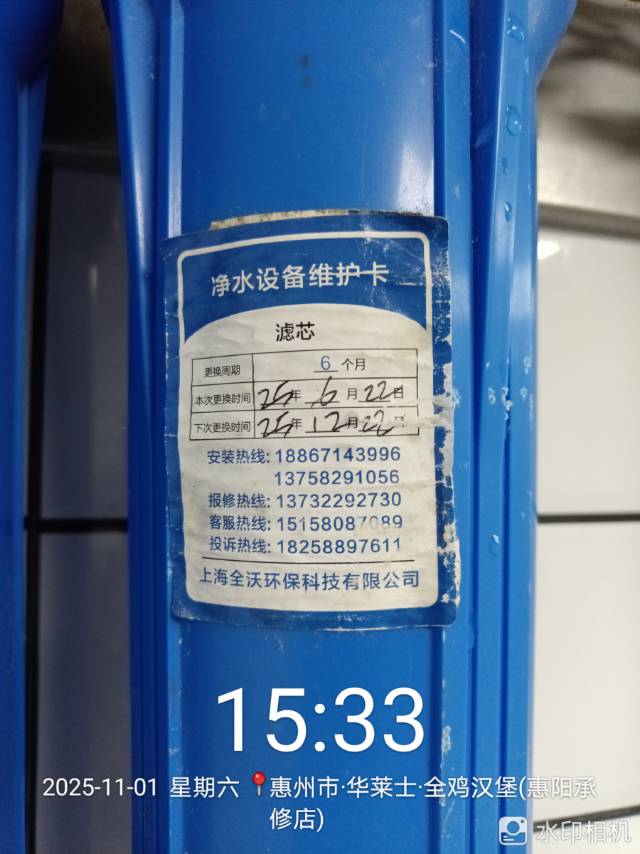 净水设备维护卡
滤芯
更换周期 6 个月
本次更换时间 25年 6月22日
下次更换时间 25年 12月22日
安装热线: 18867143996
13758291056
报修热线: 13732292730
客服热线: 15158087089
投诉热线: 18258897611
上海全沃环保科技有限公司
15:33
2025-11-01 星期六 📍惠州市·华莱士·全鸡汉堡(惠阳承
修店)
水印相机